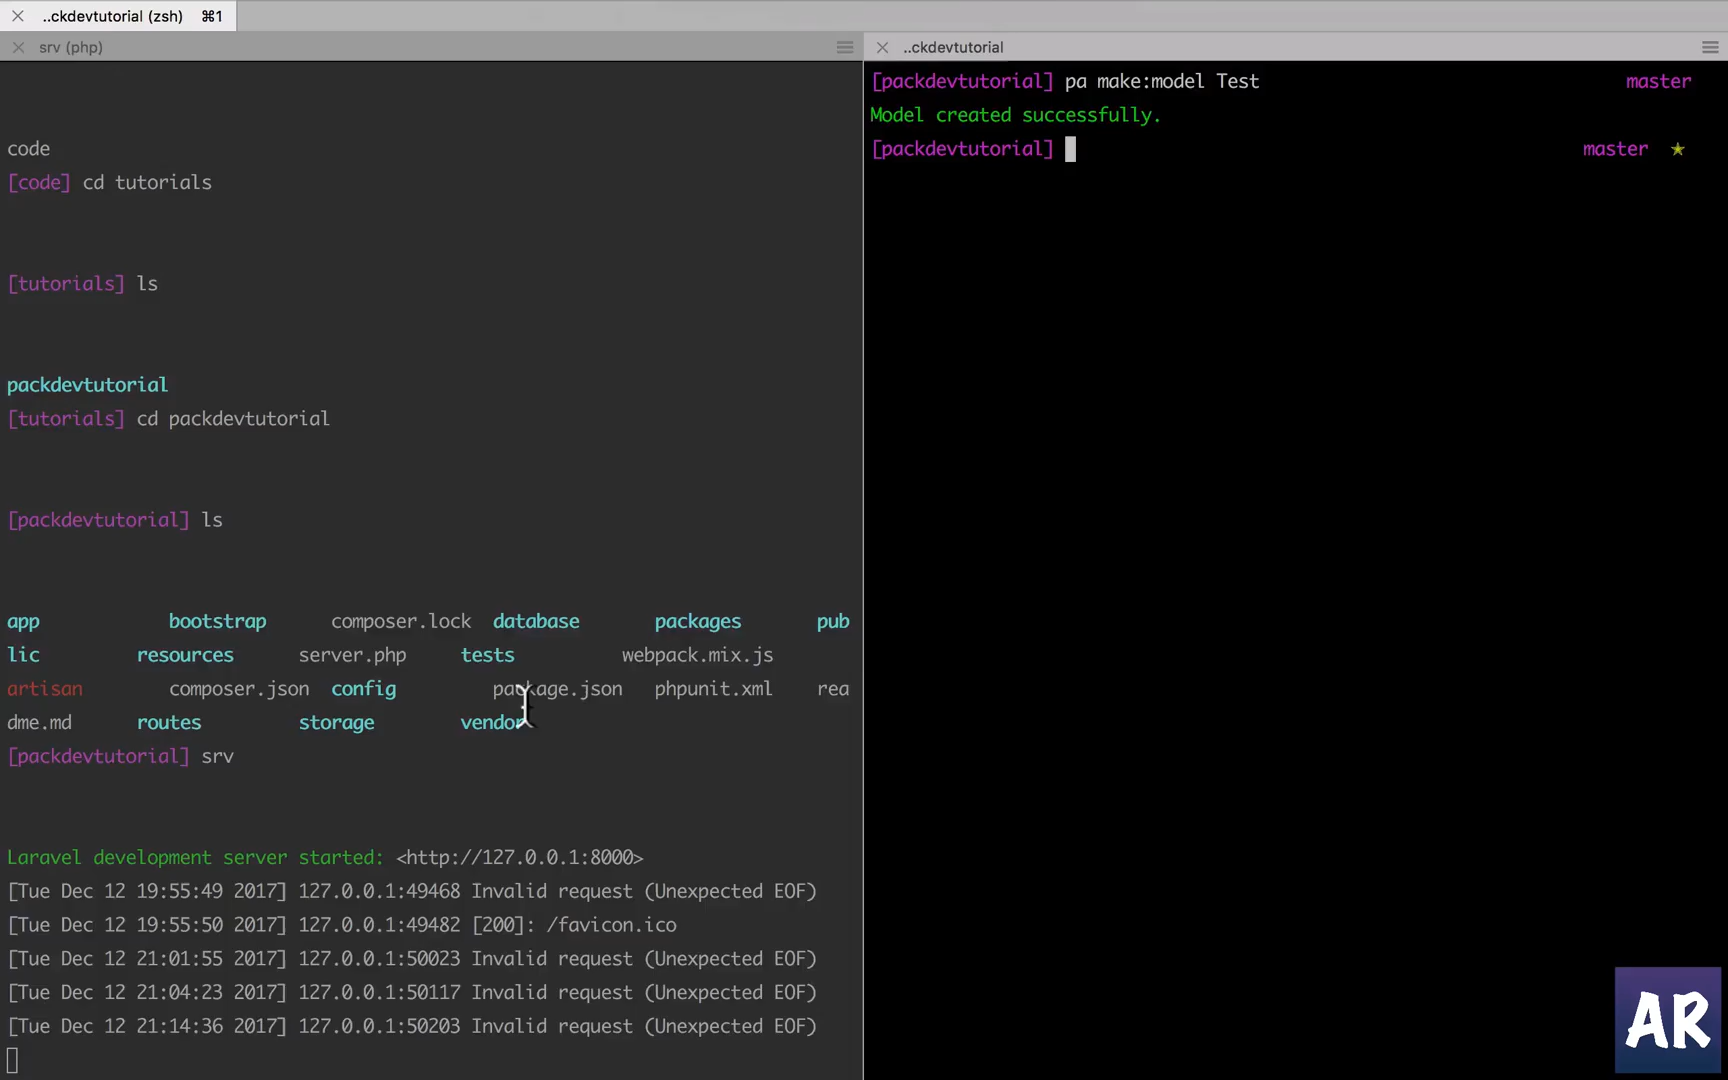 ..ckdevtutorial (zsh) ⌘1
srv (php)
code
[code] cd tutorials
[tutorials] ls
packdevtutorial
[tutorials] cd packdevtutorial
[packdevtutorial] ls
app bootstrap composer.lock database packages pub
lic resources server.php tests webpack.mix.js
artisan composer.json config package.json phpunit.xml rea
dme.md routes storage vendor
[packdevtutorial] srv
Laravel development server started: <http://127.0.0.1:8000>
[Tue Dec 12 19:55:49 2017] 127.0.0.1:49468 Invalid request (Unexpected EOF)
[Tue Dec 12 19:55:50 2017] 127.0.0.1:49482 [200]: /favicon.ico
[Tue Dec 12 21:01:55 2017] 127.0.0.1:50023 Invalid request (Unexpected EOF)
[Tue Dec 12 21:04:23 2017] 127.0.0.1:50117 Invalid request (Unexpected EOF)
[Tue Dec 12 21:14:36 2017] 127.0.0.1:50203 Invalid request (Unexpected EOF)
..ckdevtutorial
[packdevtutorial] pa make:model Test master
Model created successfully.
[packdevtutorial] master ★
AR